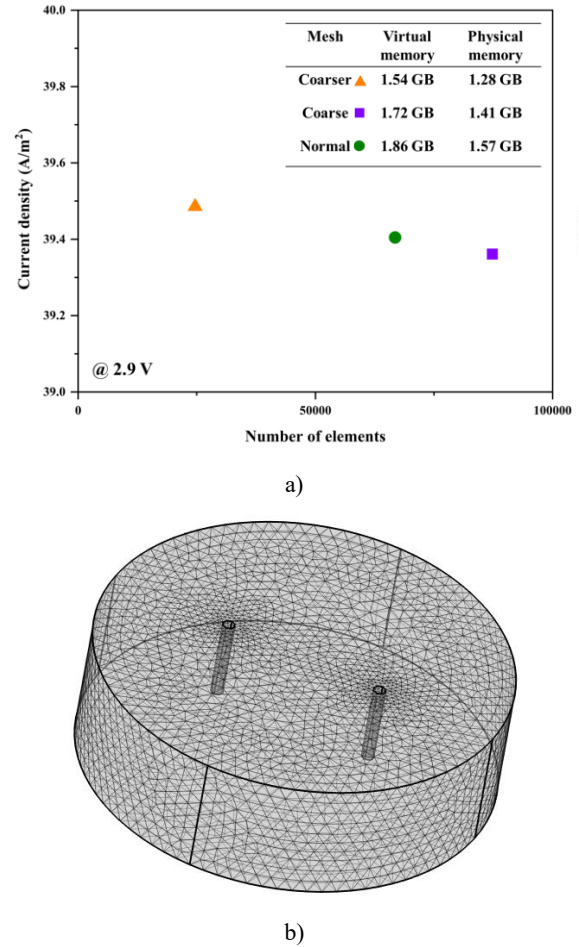 40.0
39.8
39.6
39.4
39.2
39.0
Current density (A/m²)
Mesh Virtual memory Physical memory
Coarser 1.54 GB 1.28 GB
Coarse 1.72 GB 1.41 GB
Normal 1.86 GB 1.57 GB
@ 2.9 V
0 50000 100000
Number of elements
a)
b)